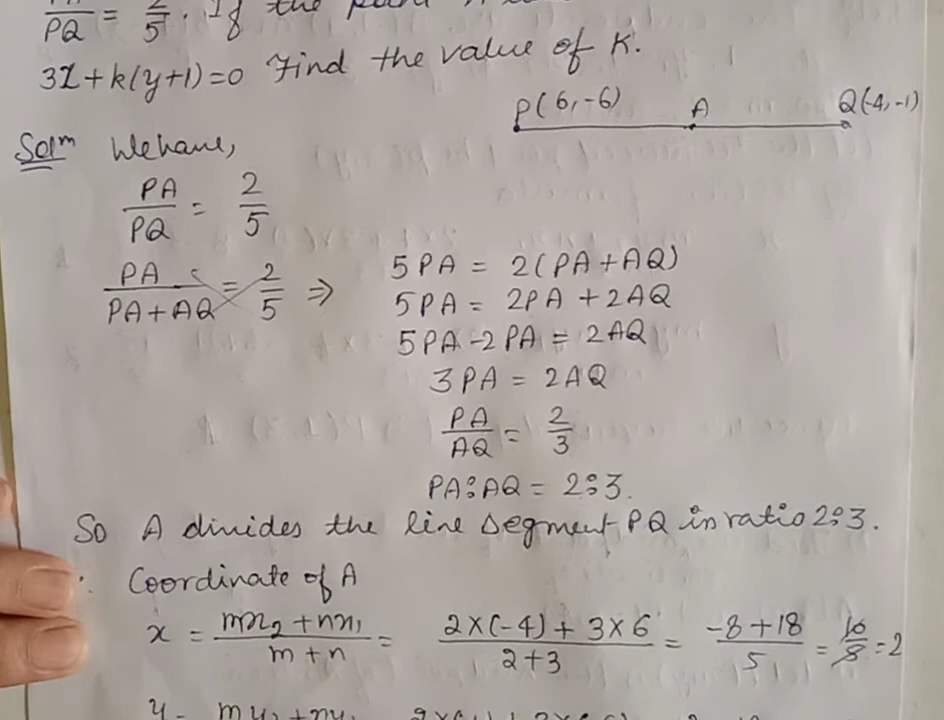 PQ = 2/5. If the point
3x+k(y+1)=0 Find the value of K.
P(6,-6) A Q(-4,-1)
Soln We have,
PA/PQ = 2/5
PA/(PA+AQ) = 2/5 ⇒ 5PA = 2(PA+AQ)
5PA = 2PA + 2AQ
5PA-2PA = 2AQ
3PA = 2AQ
PA/AQ = 2/3
PA:AQ = 2:3.
So A divides the line segment PQ in ratio 2:3.
Coordinate of A
x = (mx₂+nx₁)/(m+n) = (2×(-4)+3×6)/(2+3) = (-8+18)/5 = 10/5 = 2